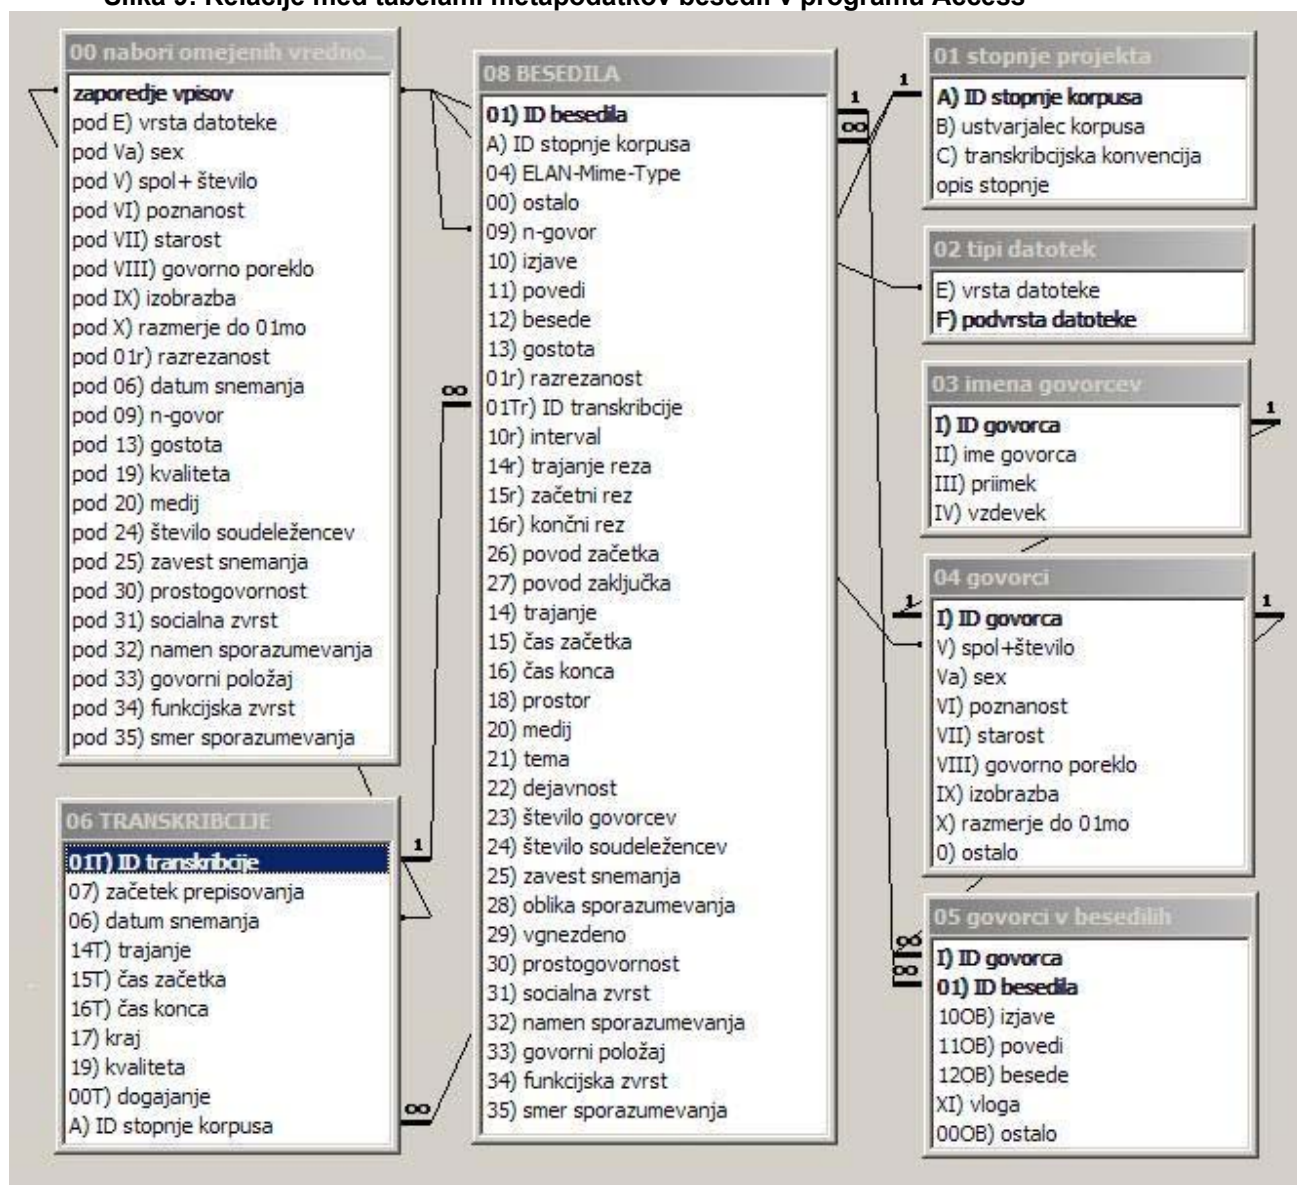 Slika 9: Relacije med tabelami metapodatkov besedil v programu Access
00 nabori omejenih vredno...
zaporedje vpisov
pod E) vrsta datoteke
pod Va) sex
pod V) spol+ število
pod VI) poznanost
pod VII) starost
pod VIII) govorno poreklo
pod IX) izobrazba
pod X) razmerje do 01mo
pod 01r) razrezanost
pod 06) datum snemanja
pod 09) n-govor
pod 13) gostota
pod 19) kvaliteta
pod 20) medij
pod 24) število soudeležencev
pod 25) zavest snemanja
pod 30) prostogovornost
pod 31) socialna zvrst
pod 32) namen sporazumevanja
pod 33) govorni položaj
pod 34) funkcijska zvrst
pod 35) smer sporazumevanja
06 TRANSKRIBCIJE
01T) ID transkribcije
07) začetek prepisovanja
06) datum snemanja
14T) trajanje
15T) čas začetka
16T) čas konca
17) kraj
19) kvaliteta
00T) dogajanje
A) ID stopnje korpusa
∞
1
∞
08 BESEDILA
01) ID besedila
A) ID stopnje korpusa
04) ELAN-Mime-Type
00) ostalo
09) n-govor
10) izjave
11) povedi
12) besede
13) gostota
01r) razrezanost
01Tr) ID transkribcije
10r) interval
14r) trajanje reza
15r) začetni rez
16r) končni rez
26) povod začetka
27) povod zaključka
14) trajanje
15) čas začetka
16) čas konca
18) prostor
20) medij
21) tema
22) dejavnost
23) število govorcev
24) število soudeležencev
25) zavest snemanja
28) oblika sporazumevanja
29) vgnezdeno
30) prostogovornost
31) socialna zvrst
32) namen sporazumevanja
33) govorni položaj
34) funkcijska zvrst
35) smer sporazumevanja
1
∞
1
01 stopnje projekta
A) ID stopnje korpusa
B) ustvarjalec korpusa
C) transkribcijska konvencija
opis stopnje
02 tipi datotek
E) vrsta datoteke
F) podvrsta datoteke
03 imena govorcev
I) ID govorca
II) ime govorca
III) priimek
IV) vzdevek
1
04 govorci
I) ID govorca
V) spol+število
Va) sex
VI) poznanost
VII) starost
VIII) govorno poreklo
IX) izobrazba
X) razmerje do 01mo
0) ostalo
1
1
05 govorci v besedilih
I) ID govorca
01) ID besedila
10OB) izjave
11OB) povedi
12OB) besede
XI) vloga
00OB) ostalo
∞
∞